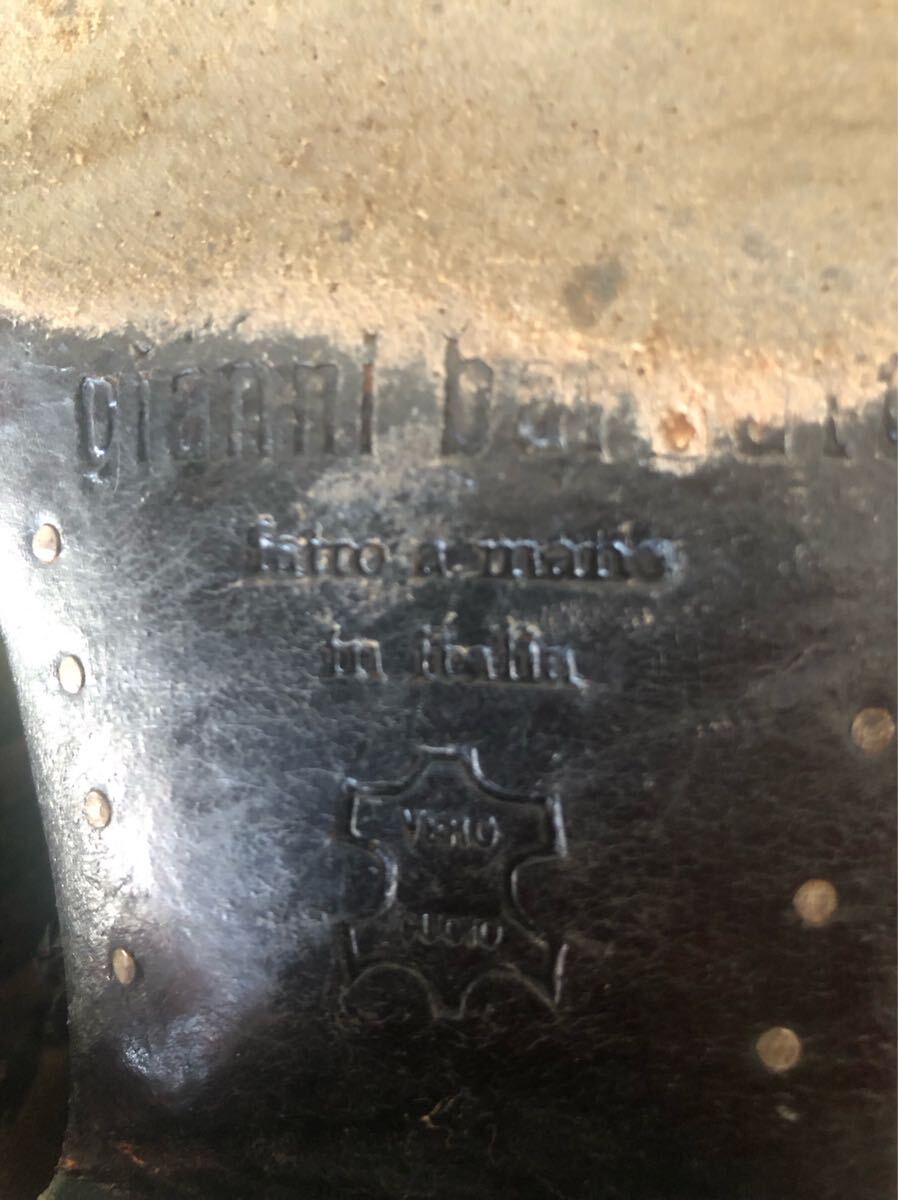 gianni
fatto a mano
in italia
VERO
CUOIO